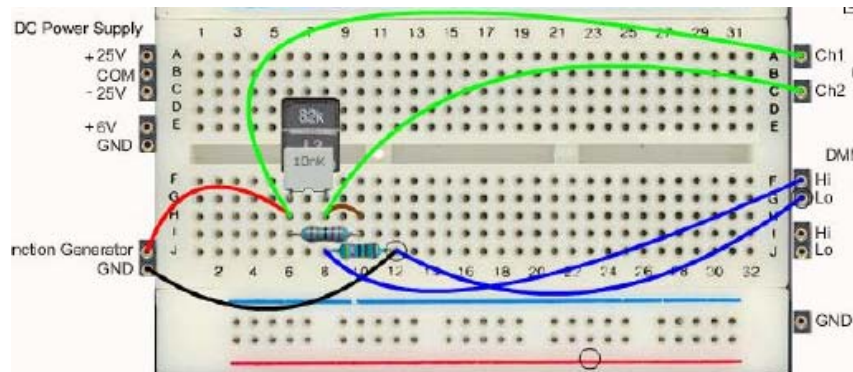 DC Power Supply
+25V
COM
-25V
+6V
GND
1 3 5 7 9 11 13 15 17 19 21 23 25 27 29 31
A
B
C
D
E
A
B
C
D
E
Ch1
Ch2
82k
10nK
F
G
H
I
J
F
G
H
I
J
DMM
Hi
Lo
Hi
Lo
nction Generator
GND
2 4 6 8 10 12 14 16 18 20 22 24 26 28 30 32
GND